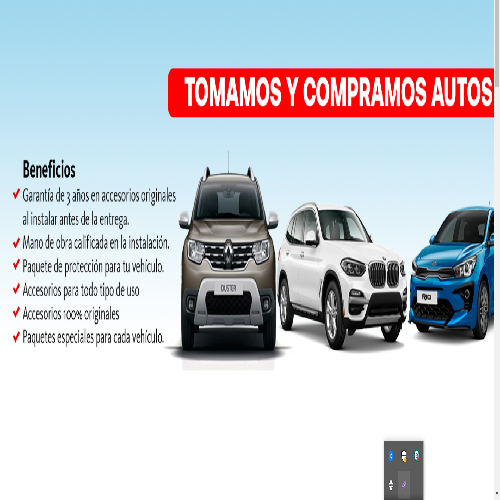 TOMAMOS Y COMPRAMOS AUTOS
Beneficios
Garantía de 3 años en accesorios originales
al instalar antes de la entrega.
Mano de obra calificada en la instalación.
Paquete de protección para tu vehículo.
Accesorios para todo tipo de uso
Accesorios 100% originales
Paquetes especiales para cada vehículo.
DUSTER
Rio